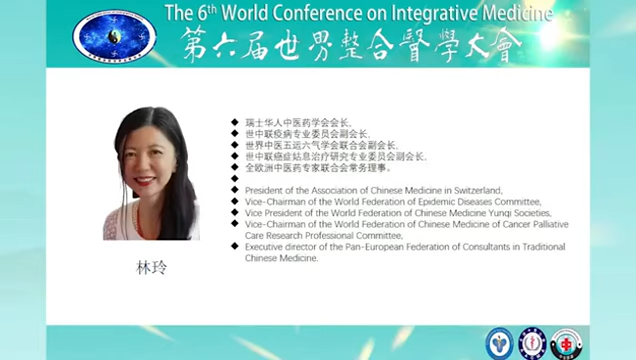 The 6th World Conference on Integrative Medicine
第六届世界整合醫學大會
◆ 瑞士华人中医药学会会长,
◆ 世中联疫病专业委员会副会长,
◆ 世界中医五运六气学会联合会副会长,
◆ 世中联癌症姑息治疗研究专业委员会副会长.
◆ 全欧洲中医药专家联合会常务理事。
◆
◆ President of the Association of Chinese Medicine in Switzerland,
◆ Vice-Chairman of the World Federation of Epidemic Diseases Committee,
◆ Vice President of the World Federation of Chinese Medicine Yunqi Societies,
◆ Vice-Chairman of the World Federation of Chinese Medicine of Cancer Palliative
Care Research Professional Committee,
◆ Executive director of the Pan-European Federation of Consultants in Traditional
Chinese Medicine.
林玲